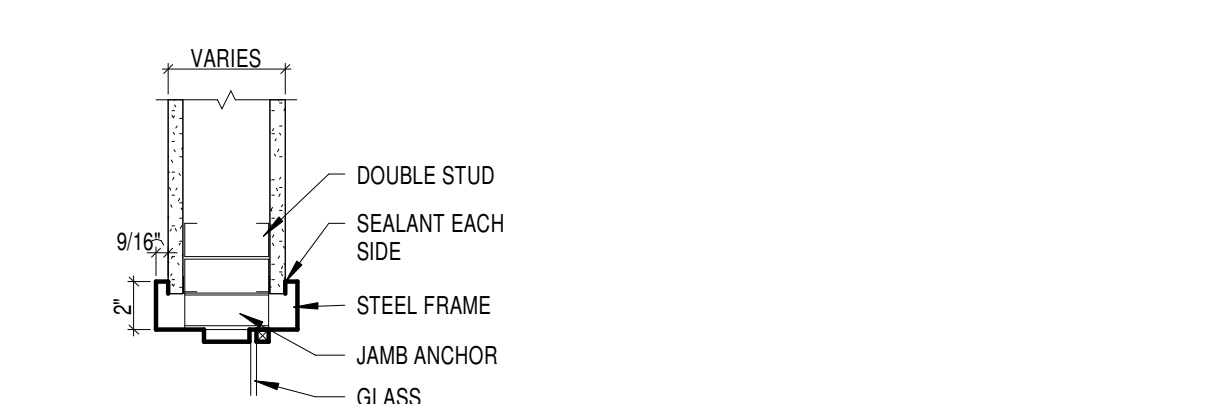 VARIES
DOUBLE STUD
SEALANT EACH
SIDE
9/16"
2"
STEEL FRAME
JAMB ANCHOR
GLASS